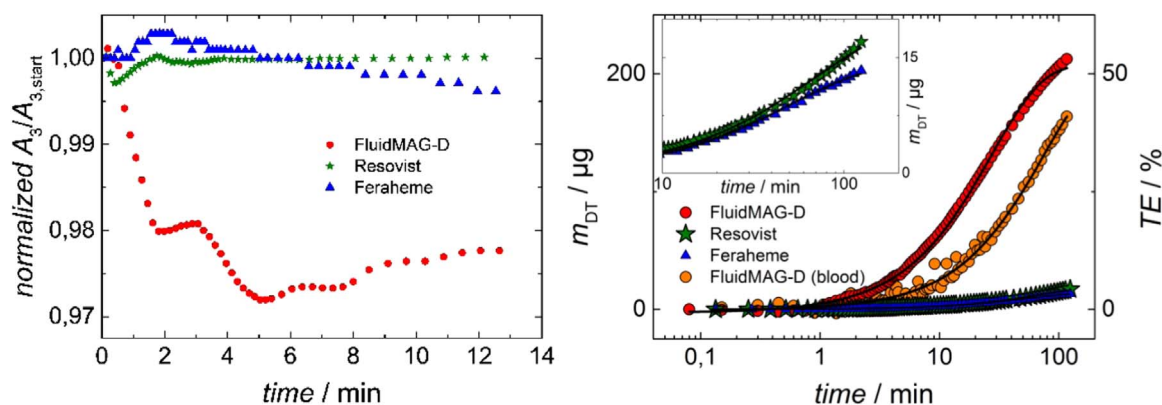 normalized A3/A3,start
1,00
0,99
0,98
0,97
FluidMAG-D
Resovist
Feraheme
0 2 4 6 8 10 12 14
time / min
mDT / µg
200
0
15
0
mDT / µg
10 100
time / min
FluidMAG-D
Resovist
Feraheme
FluidMAG-D (blood)
50
0
TE / %
0,1 1 10 100
time / min